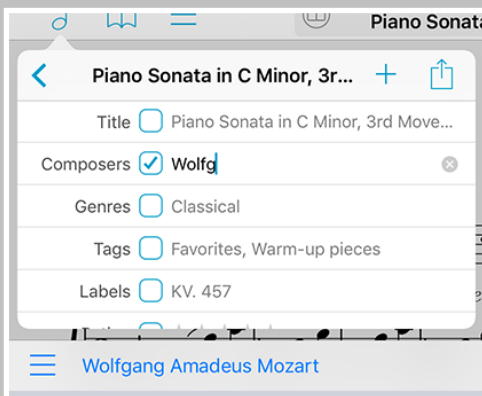 Piano Sonata
Piano Sonata in C Minor, 3r...
Title Piano Sonata in C Minor, 3rd Move...
Composers Wolfg
Genres Classical
Tags Favorites, Warm-up pieces
Labels KV. 457
Wolfgang Amadeus Mozart